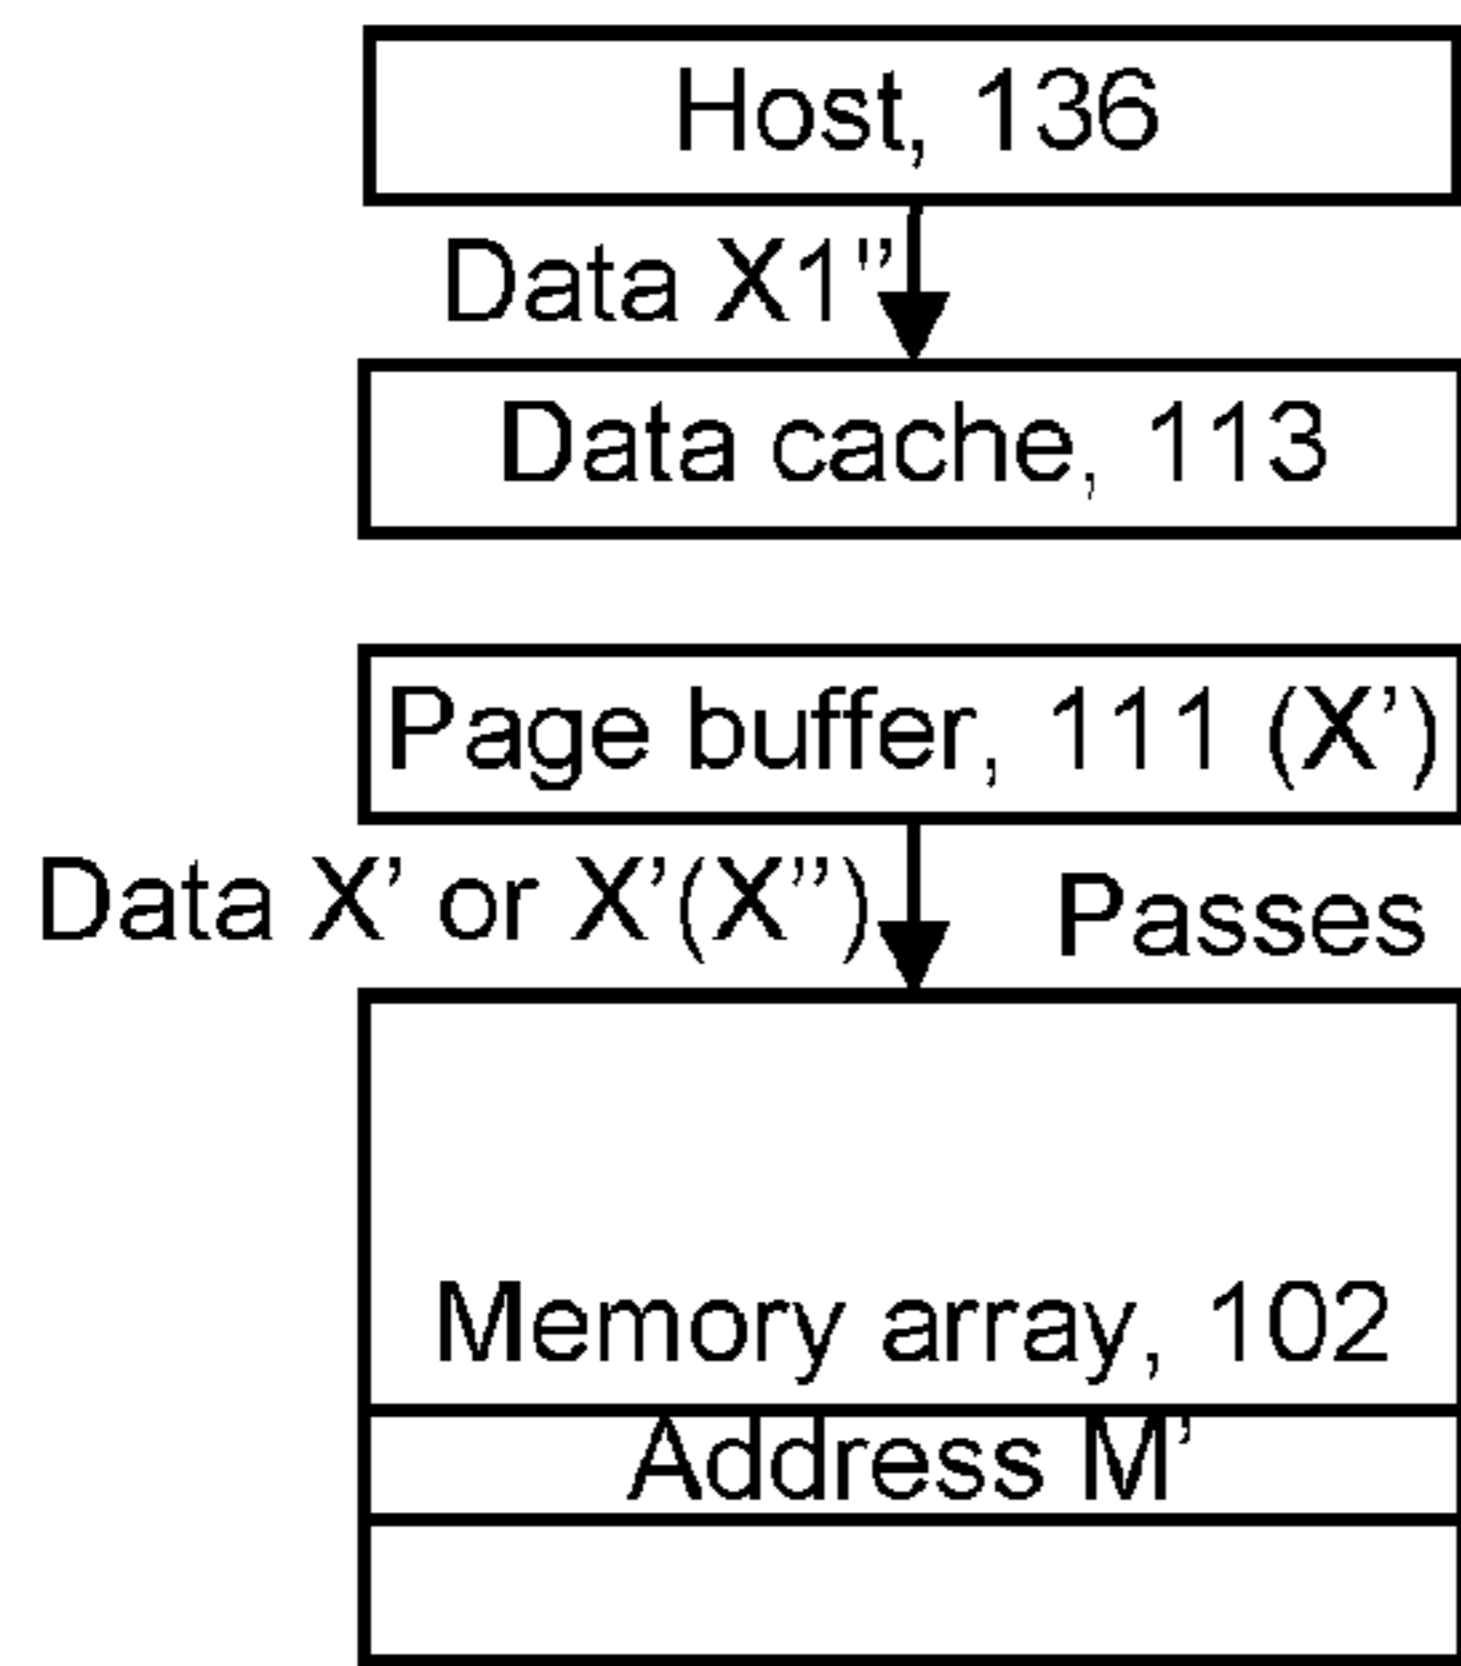 Host, 136
Data X1"
Data cache, 113
Page buffer, 111 (X’)
Data X’ or X’(X”) Passes
Memory array, 102
Address M’